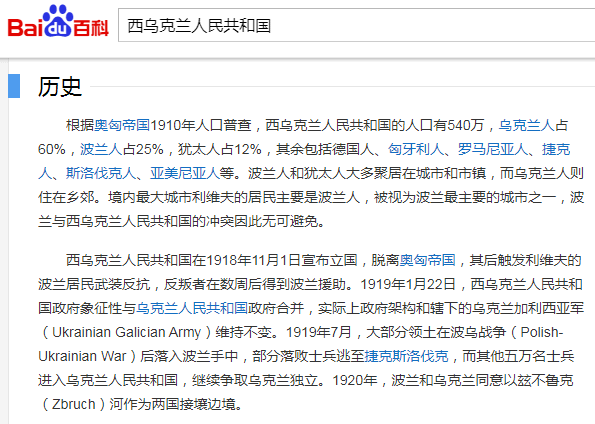 Bai du 百科
西乌克兰人民共和国
历史
根据奥匈帝国1910年人口普查，西乌克兰人民共和国的人口有540万，乌克兰人占
60%，波兰人占25%，犹太人占12%，其余包括德国人、匈牙利人、罗马尼亚人、捷克
人、斯洛伐克人、亚美尼亚人等。波兰人和犹太人大多聚居在城市和市镇，而乌克兰人则
住在乡郊。境内最大城市利维夫的居民主要是波兰人，被视为波兰最主要的城市之一，波
兰与西乌克兰人民共和国的冲突因此无可避免。
西乌克兰人民共和国在1918年11月1日宣布立国，脱离奥匈帝国，其后触发利维夫的
波兰居民武装反抗，反叛者在数周后得到波兰援助。1919年1月22日，西乌克兰人民共和
国政府象征性与乌克兰人民共和国政府合并，实际上政府架构和辖下的乌克兰加利西亚军
（Ukrainian Galician Army）维持不变。1919年7月，大部分领土在波乌战争（Polish-
Ukrainian War）后落入波兰手中，部分落败士兵逃至捷克斯洛伐克，而其他五万名士兵
进入乌克兰人民共和国，继续争取乌克兰独立。1920年，波兰和乌克兰同意以兹不鲁克
（Zbruch）河作为两国接壤边境。